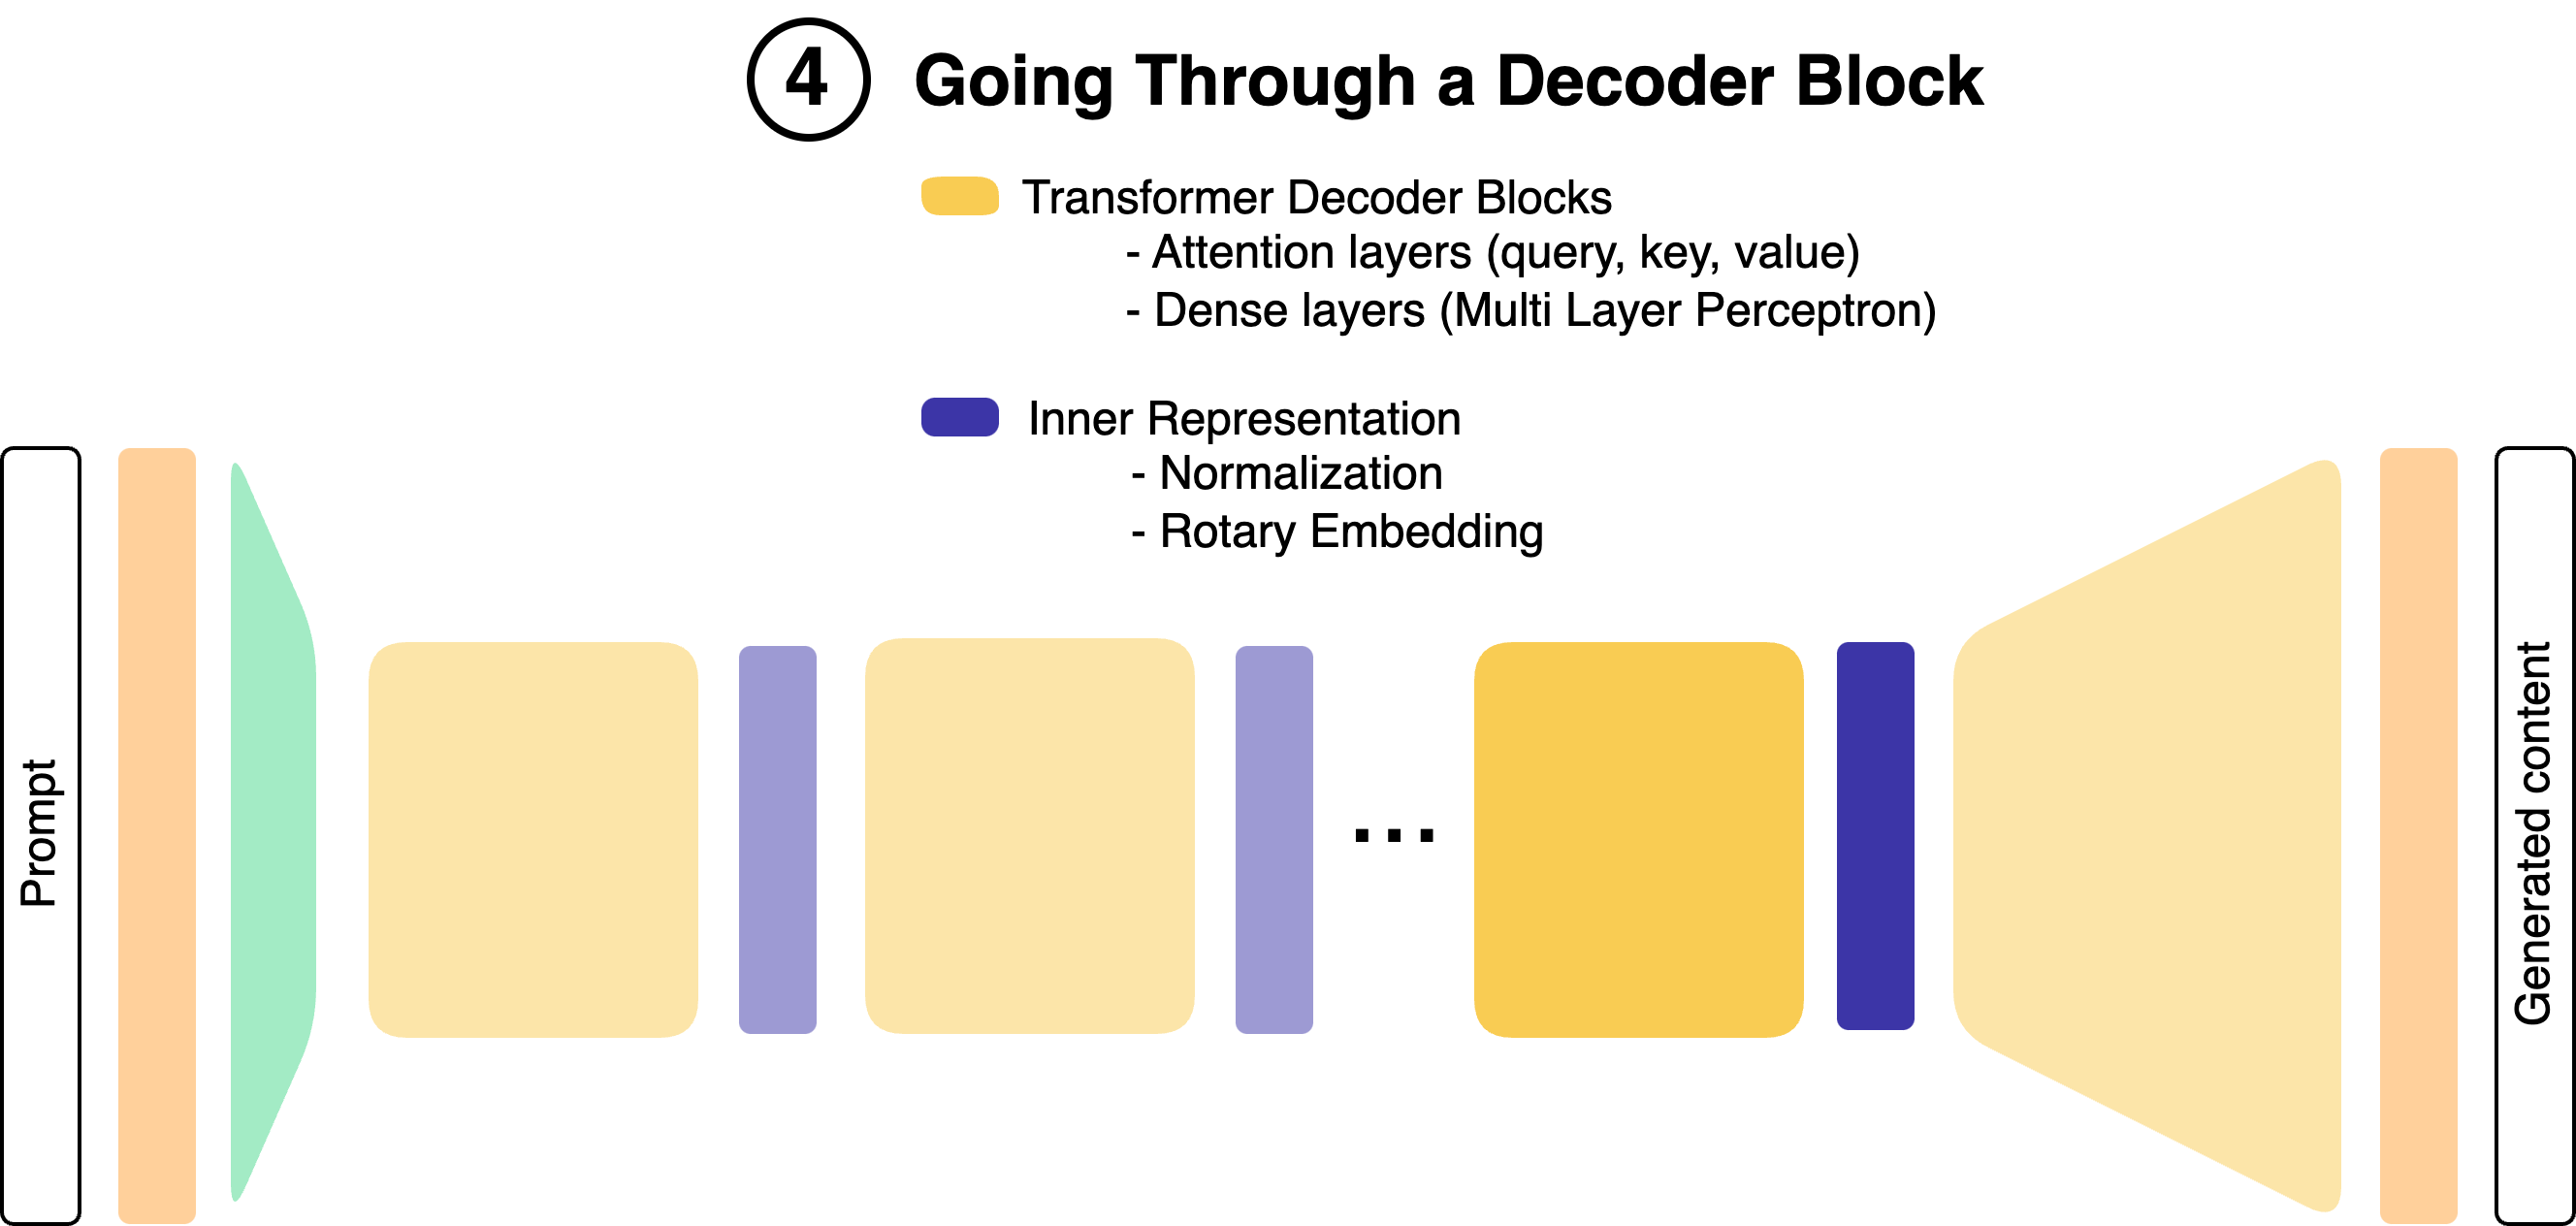 4 Going Through a Decoder Block
Transformer Decoder Blocks
- Attention layers (query, key, value)
- Dense layers (Multi Layer Perceptron)
Inner Representation
- Normalization
- Rotary Embedding
Prompt
...
Generated content